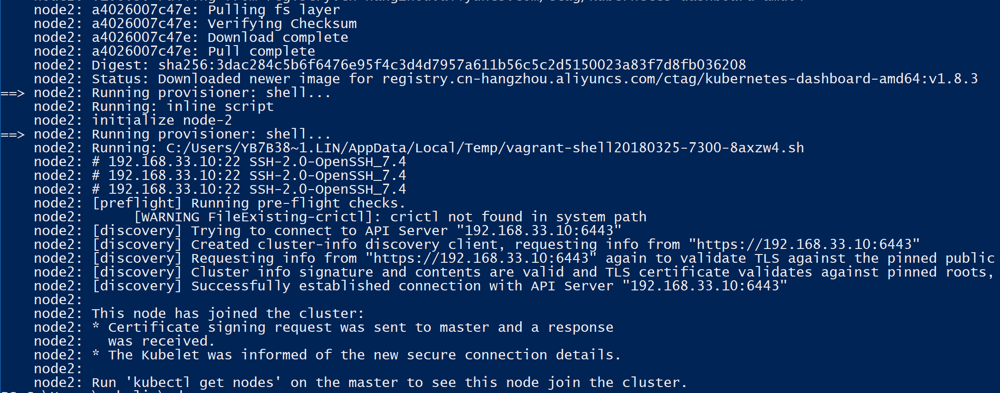 node2: a4026007c47e: Pulling fs layer
node2: a4026007c47e: Verifying Checksum
node2: a4026007c47e: Download complete
node2: a4026007c47e: Pull complete
node2: Digest: sha256:3dac284c5b6f6476e95f4c3d4d7957a611b56c5c2d5150023a83f7d8fb036208
node2: Status: Downloaded newer image for registry.cn-hangzhou.aliyuncs.com/ctag/kubernetes-dashboard-amd64:v1.8.3
==> node2: Running provisioner: shell...
node2: Running: inline script
node2: initialize node-2
==> node2: Running provisioner: shell...
node2: Running: C:/Users/YB7B38~1.LIN/AppData/Local/Temp/vagrant-shell20180325-7300-8axzw4.sh
node2: # 192.168.33.10:22 SSH-2.0-OpenSSH_7.4
node2: # 192.168.33.10:22 SSH-2.0-OpenSSH_7.4
node2: # 192.168.33.10:22 SSH-2.0-OpenSSH_7.4
node2: [preflight] Running pre-flight checks.
node2:      [WARNING FileExisting-crictl]: crictl not found in system path
node2: [discovery] Trying to connect to API Server "192.168.33.10:6443"
node2: [discovery] Created cluster-info discovery client, requesting info from "https://192.168.33.10:6443"
node2: [discovery] Requesting info from "https://192.168.33.10:6443" again to validate TLS against the pinned public
node2: [discovery] Cluster info signature and contents are valid and TLS certificate validates against pinned roots,
node2: [discovery] Successfully established connection with API Server "192.168.33.10:6443"
node2:
node2: This node has joined the cluster:
node2: * Certificate signing request was sent to master and a response
node2:   was received.
node2: * The Kubelet was informed of the new secure connection details.
node2:
node2: Run 'kubectl get nodes' on the master to see this node join the cluster.